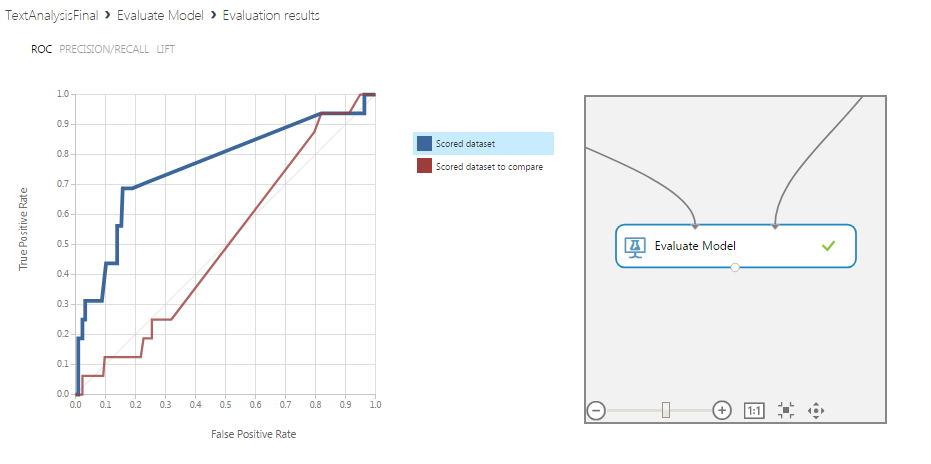 TextAnalysisFinal › Evaluate Model › Evaluation results
ROC PRECISION/RECALL LIFT
1.0
0.9
0.8
0.7
0.6
0.5
0.4
0.3
0.2
0.1
0.0
True Positive Rate
0.0 0.1 0.2 0.3 0.4 0.5 0.6 0.7 0.8 0.9 1.0
False Positive Rate
Scored dataset
Scored dataset to compare
Evaluate Model
1:1